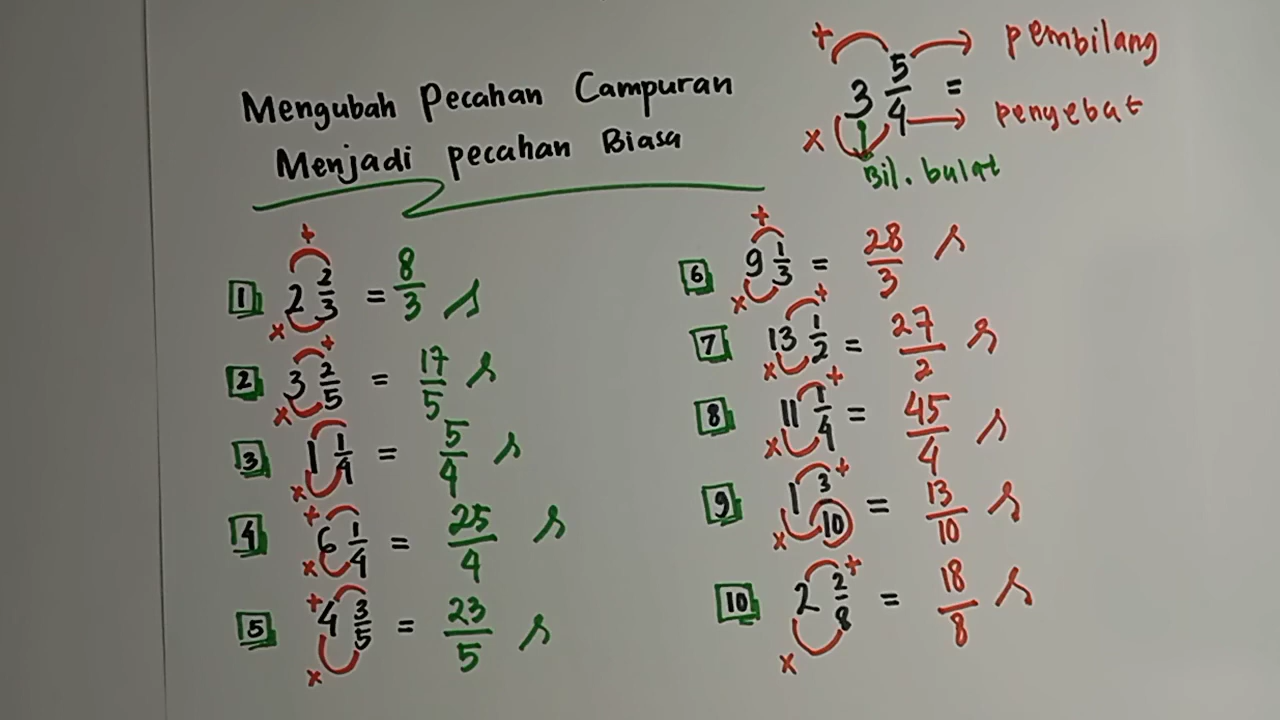 Mengubah Pecahan Campuran
Menjadi pecahan Biasa
+ 3 5/4 = → pembilang
× → penyebat
Bil. bulat
1 + 2 2/3 = 8/3
×
2 + 3 2/5 = 17/5
×
3 1 1/4 = 5/4
×
4 + 6 1/4 = 25/4
×
5 + 4 3/5 = 23/5
×
6 + 9 1/3 = 28/3
×
7 + 13 1/2 = 27/2
×
8 + 11 1/4 = 45/4
×
9 + 1 3/10 = 13/10
×
10 + 2 2/8 = 18/8
×